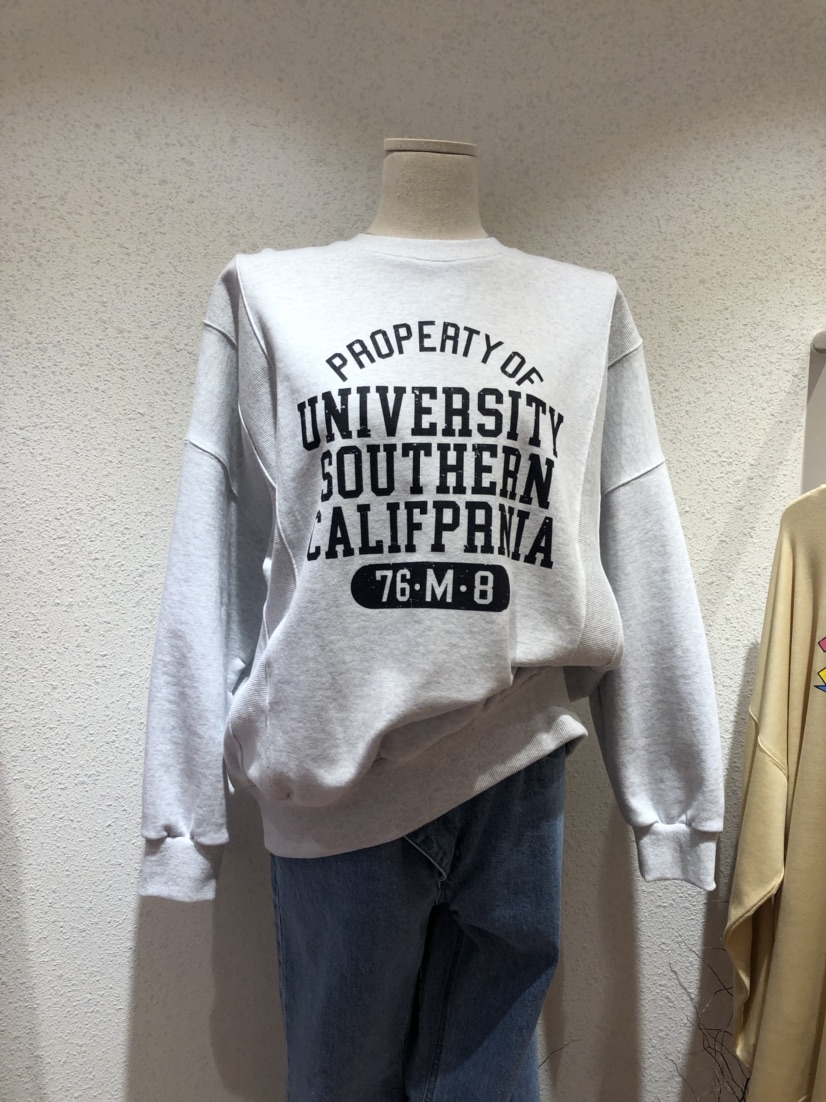 PROPERTY OF
UNIVERSITY
SOUTHERN
CALIFPRNIA
76·M·8